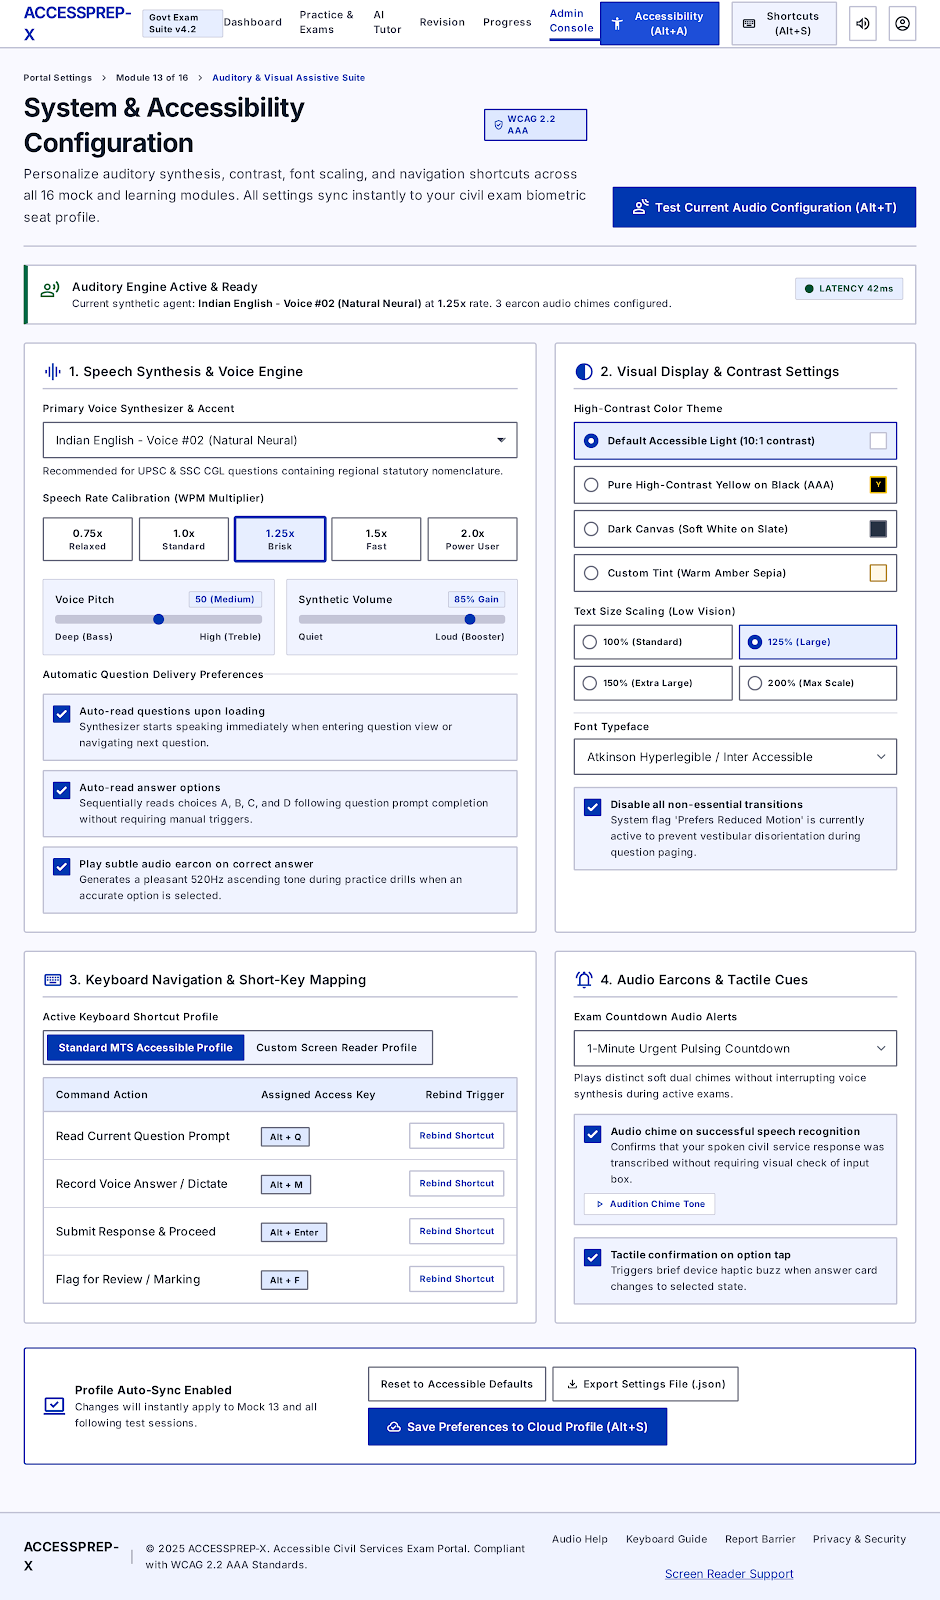 ACCESSPREP-
X
Govt Exam
Suite v4.2
Dashboard
Practice &
Exams
AI
Tutor
Revision
Progress
Admin
Console
Accessibility
(Alt+A)
Shortcuts
(Alt+S)
Portal Settings > Module 13 of 16 > Auditory & Visual Assistive Suite
System & Accessibility
Configuration
WCAG 2.2
AAA
Personalize auditory synthesis, contrast, font scaling, and navigation shortcuts across
all 16 mock and learning modules. All settings sync instantly to your civil exam biometric
seat profile.
Test Current Audio Configuration (Alt+T)
Auditory Engine Active & Ready
Current synthetic agent: Indian English - Voice #02 (Natural Neural) at 1.25x rate. 3 earcon audio chimes configured.
LATENCY 42ms
1. Speech Synthesis & Voice Engine
Primary Voice Synthesizer & Accent
Indian English - Voice #02 (Natural Neural)
Recommended for UPSC & SSC CGL questions containing regional statutory nomenclature.
Speech Rate Calibration (WPM Multiplier)
0.75x
Relaxed
1.0x
Standard
1.25x
Brisk
1.5x
Fast
2.0x
Power User
Voice Pitch
50 (Medium)
Deep (Bass)
High (Treble)
Synthetic Volume
85% Gain
Quiet
Loud (Booster)
Automatic Question Delivery Preferences
Auto-read questions upon loading
Synthesizer starts speaking immediately when entering question view or
navigating next question.
Auto-read answer options
Sequentially reads choices A, B, C, and D following question prompt completion
without requiring manual triggers.
Play subtle audio earcon on correct answer
Generates a pleasant 520Hz ascending tone during practice drills when an
accurate option is selected.
2. Visual Display & Contrast Settings
High-Contrast Color Theme
Default Accessible Light (10:1 contrast)
Pure High-Contrast Yellow on Black (AAA)
Y
Dark Canvas (Soft White on Slate)
Custom Tint (Warm Amber Sepia)
Text Size Scaling (Low Vision)
100% (Standard)
125% (Large)
150% (Extra Large)
200% (Max Scale)
Font Typeface
Atkinson Hyperlegible / Inter Accessible
Disable all non-essential transitions
System flag 'Prefers Reduced Motion' is currently
active to prevent vestibular disorientation during
question paging.
3. Keyboard Navigation & Short-Key Mapping
Active Keyboard Shortcut Profile
Standard MTS Accessible Profile
Custom Screen Reader Profile
Command Action
Assigned Access Key
Rebind Trigger
Read Current Question Prompt
Alt + Q
Rebind Shortcut
Record Voice Answer / Dictate
Alt + M
Rebind Shortcut
Submit Response & Proceed
Alt + Enter
Rebind Shortcut
Flag for Review / Marking
Alt + F
Rebind Shortcut
4. Audio Earcons & Tactile Cues
Exam Countdown Audio Alerts
1-Minute Urgent Pulsing Countdown
Plays distinct soft dual chimes without interrupting voice
synthesis during active exams.
Audio chime on successful speech recognition
Confirms that your spoken civil service response was
transcribed without requiring visual check of input
box.
Audition Chime Tone
Tactile confirmation on option tap
Triggers brief device haptic buzz when answer card
changes to selected state.
Profile Auto-Sync Enabled
Changes will instantly apply to Mock 13 and all
following test sessions.
Reset to Accessible Defaults
Export Settings File (.json)
Save Preferences to Cloud Profile (Alt+S)
ACCESSPREP-
X
© 2025 ACCESSPREP-X. Accessible Civil Services Exam Portal. Compliant
with WCAG 2.2 AAA Standards.
Audio Help
Keyboard Guide
Report Barrier
Privacy & Security
Screen Reader Support